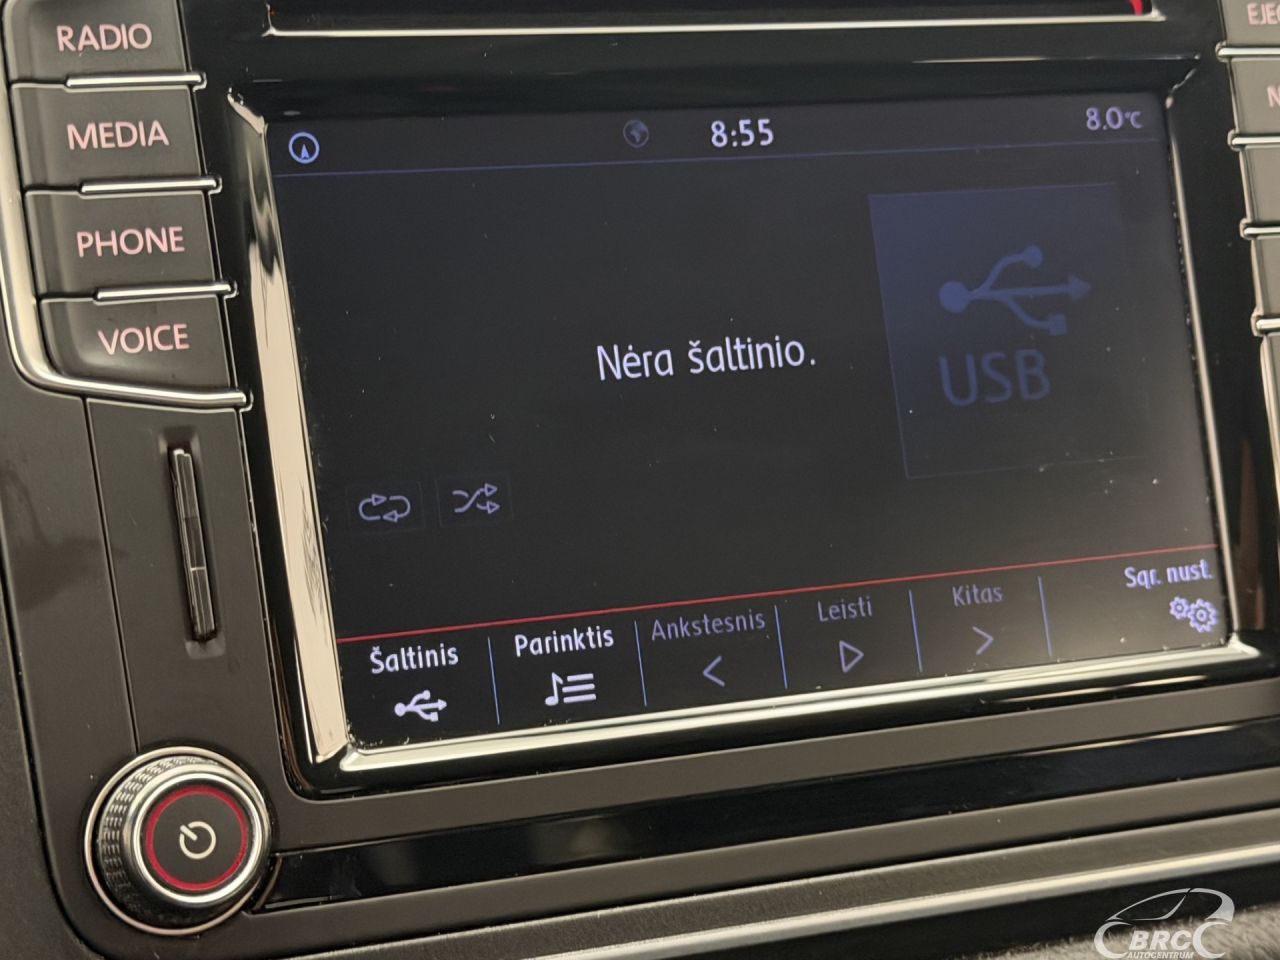 RADIO
EJE
MEDIA
N
PHONE
VOICE
8:55
8.0°C
Nėra šaltinio.
USB
Šaltinis
Parinktis
Ankstesnis
Leisti
Kitas
Sąr. nust.
BRC
AUTOCENTRUM